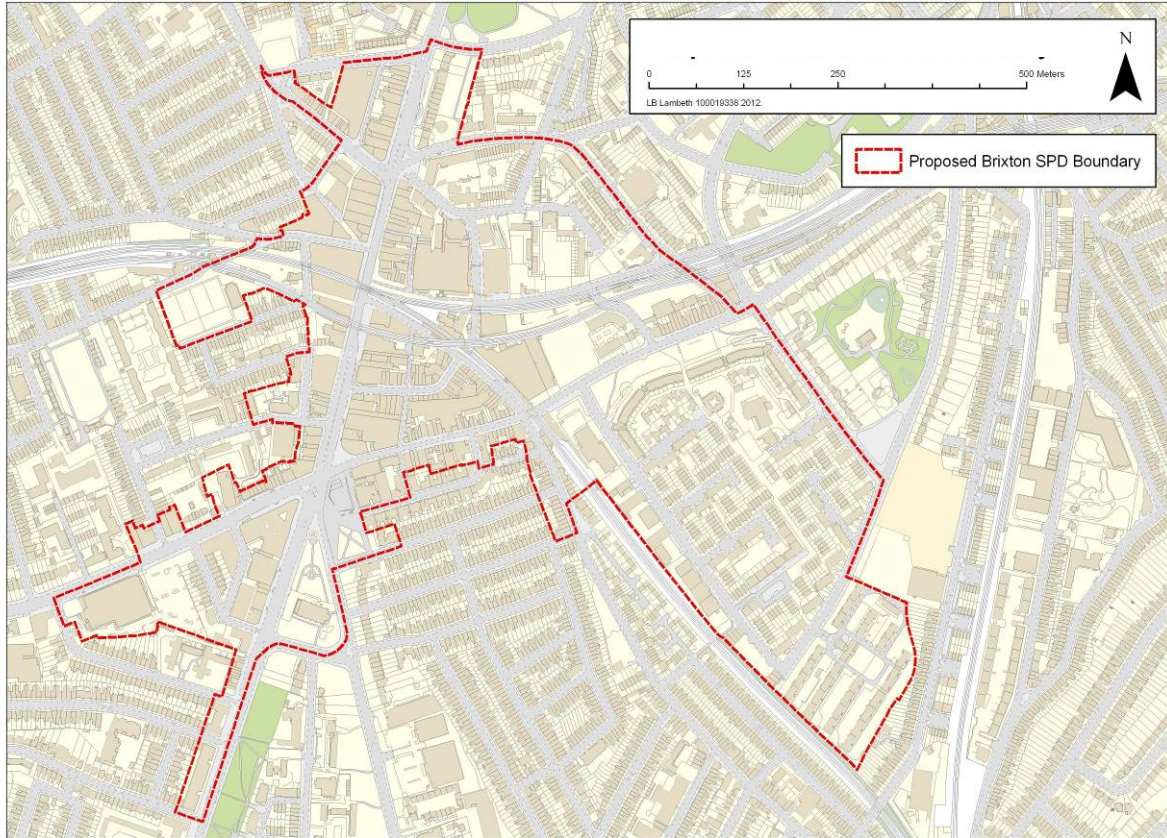 N
0 125 250 500 Meters
LB Lambeth 100019338 2012.
Proposed Brixton SPD Boundary